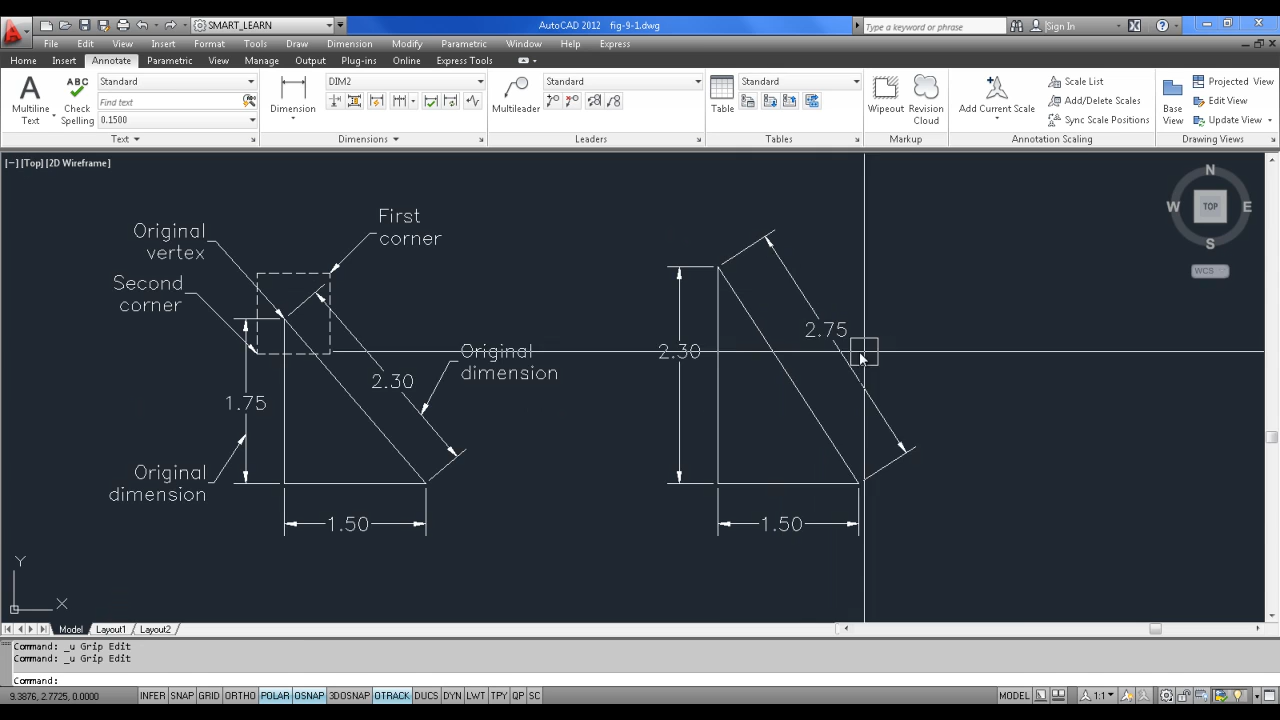 SMART_LEARN
AutoCAD 2012 fig-9-1.dwg
Type a keyword or phrase
Sign In
File Edit View Insert Format Tools Draw Dimension Modify Parametric Window Help Express
Home Insert Annotate Parametric View Manage Output Plug-ins Online Express Tools
A
Multiline
Text
ABC
Check
Spelling
Standard
Find text
0.1500
Text
Dimension
DIM2
Dimensions
Multileader
Standard
Leaders
Table
Standard
Tables
Wipeout
Revision
Cloud
Markup
Add Current Scale
Scale List
Add/Delete Scales
Sync Scale Positions
Annotation Scaling
Base
View
Projected View
Edit View
Update View
Drawing Views
[−] [Top] [2D Wireframe]
N
W TOP E
S
WCS
First
corner
Original
vertex
Second
corner
Original
dimension
2.30
1.75
Original
dimension
1.50
2.75
2.30
1.50
Y
X
Model Layout1 Layout2
Command: _u Grip Edit
Command: _u Grip Edit
Command:
9.3876, 2.7725, 0.0000
INFER SNAP GRID ORTHO POLAR OSNAP 3DOSNAP OTRACK DUCS DYN LWT TPY QP SC
MODEL
1:1